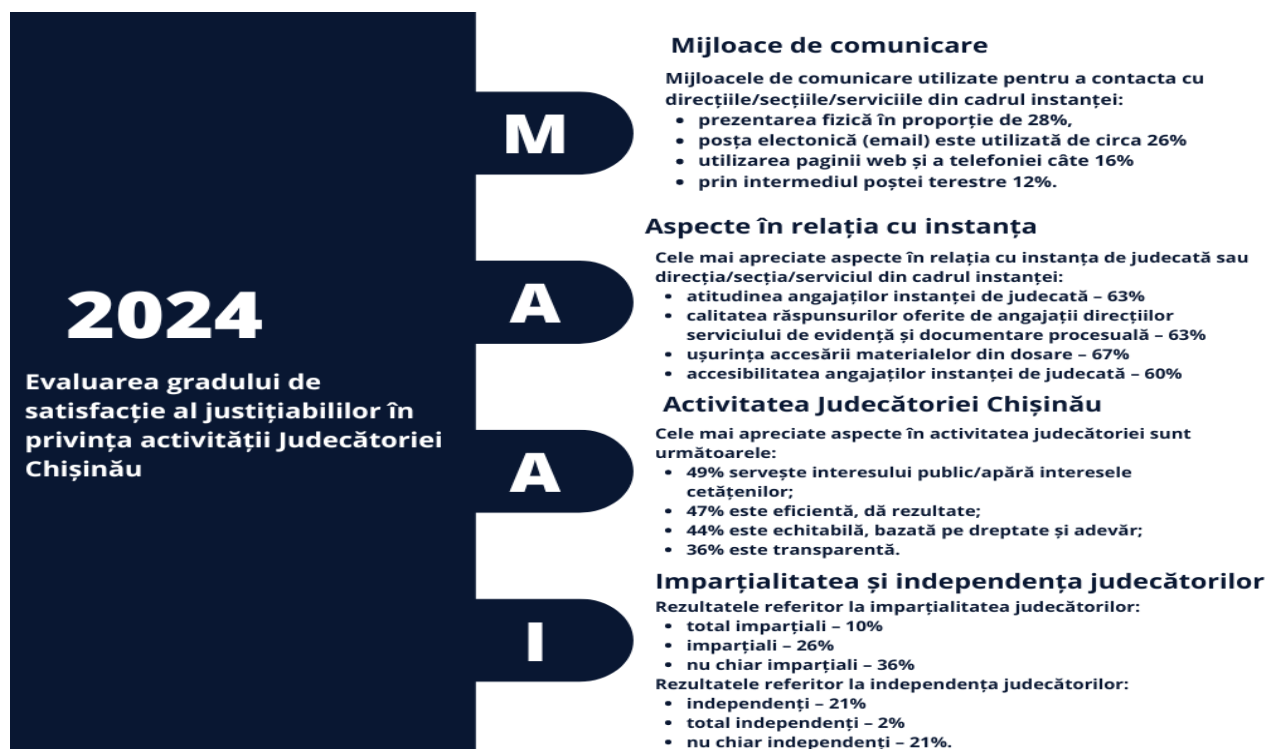 2024
Evaluarea gradului de
satisfacție al justițiabililor în
privința activității Judecătoriei
Chișinău
M
Mijloace de comunicare
Mijloacele de comunicare utilizate pentru a contacta cu
direcțiile/secțiile/serviciile din cadrul instanței:
• prezentarea fizică în proporție de 28%,
• poșta electonică (email) este utilizată de circa 26%
• utilizarea paginii web și a telefoniei câte 16%
• prin intermediul poștei terestre 12%.
A
Aspecte în relația cu instanța
Cele mai apreciate aspecte în relația cu instanța de judecată sau
direcția/secția/serviciul din cadrul instanței:
• atitudinea angajaților instanței de judecată – 63%
• calitatea răspunsurilor oferite de angajații direcțiilor
serviciului de evidență și documentare procesuală – 63%
• ușurința accesării materialelor din dosare – 67%
• accesibilitatea angajaților instanței de judecată – 60%
A
Activitatea Judecătoriei Chișinău
Cele mai apreciate aspecte în activitatea judecătoriei sunt
următoarele:
• 49% servește interesului public/apără interesele
cetățenilor;
• 47% este eficientă, dă rezultate;
• 44% este echitabilă, bazată pe dreptate și adevăr;
• 36% este transparentă.
I
Imparțialitatea și independența judecătorilor
Rezultatele referitor la imparțialitatea judecătorilor:
• total imparțiali – 10%
• imparțiali – 26%
• nu chiar imparțiali – 36%
Rezultatele referitor la independența judecătorilor:
• independenți – 21%
• total independenți – 2%
• nu chiar independenți – 21%.